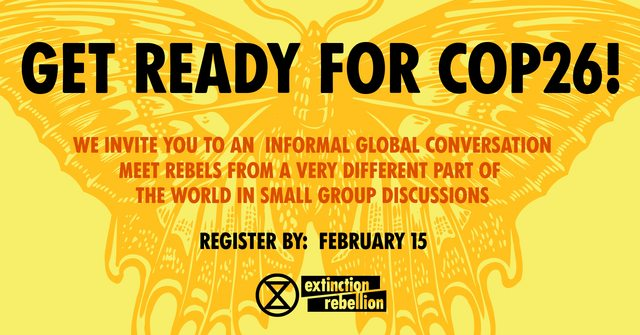 GET READY FOR COP26!
WE INVITE YOU TO AN INFORMAL GLOBAL CONVERSATION
MEET REBELS FROM A VERY DIFFERENT PART OF
THE WORLD IN SMALL GROUP DISCUSSIONS
REGISTER BY: FEBRUARY 15
extinction
rebellion